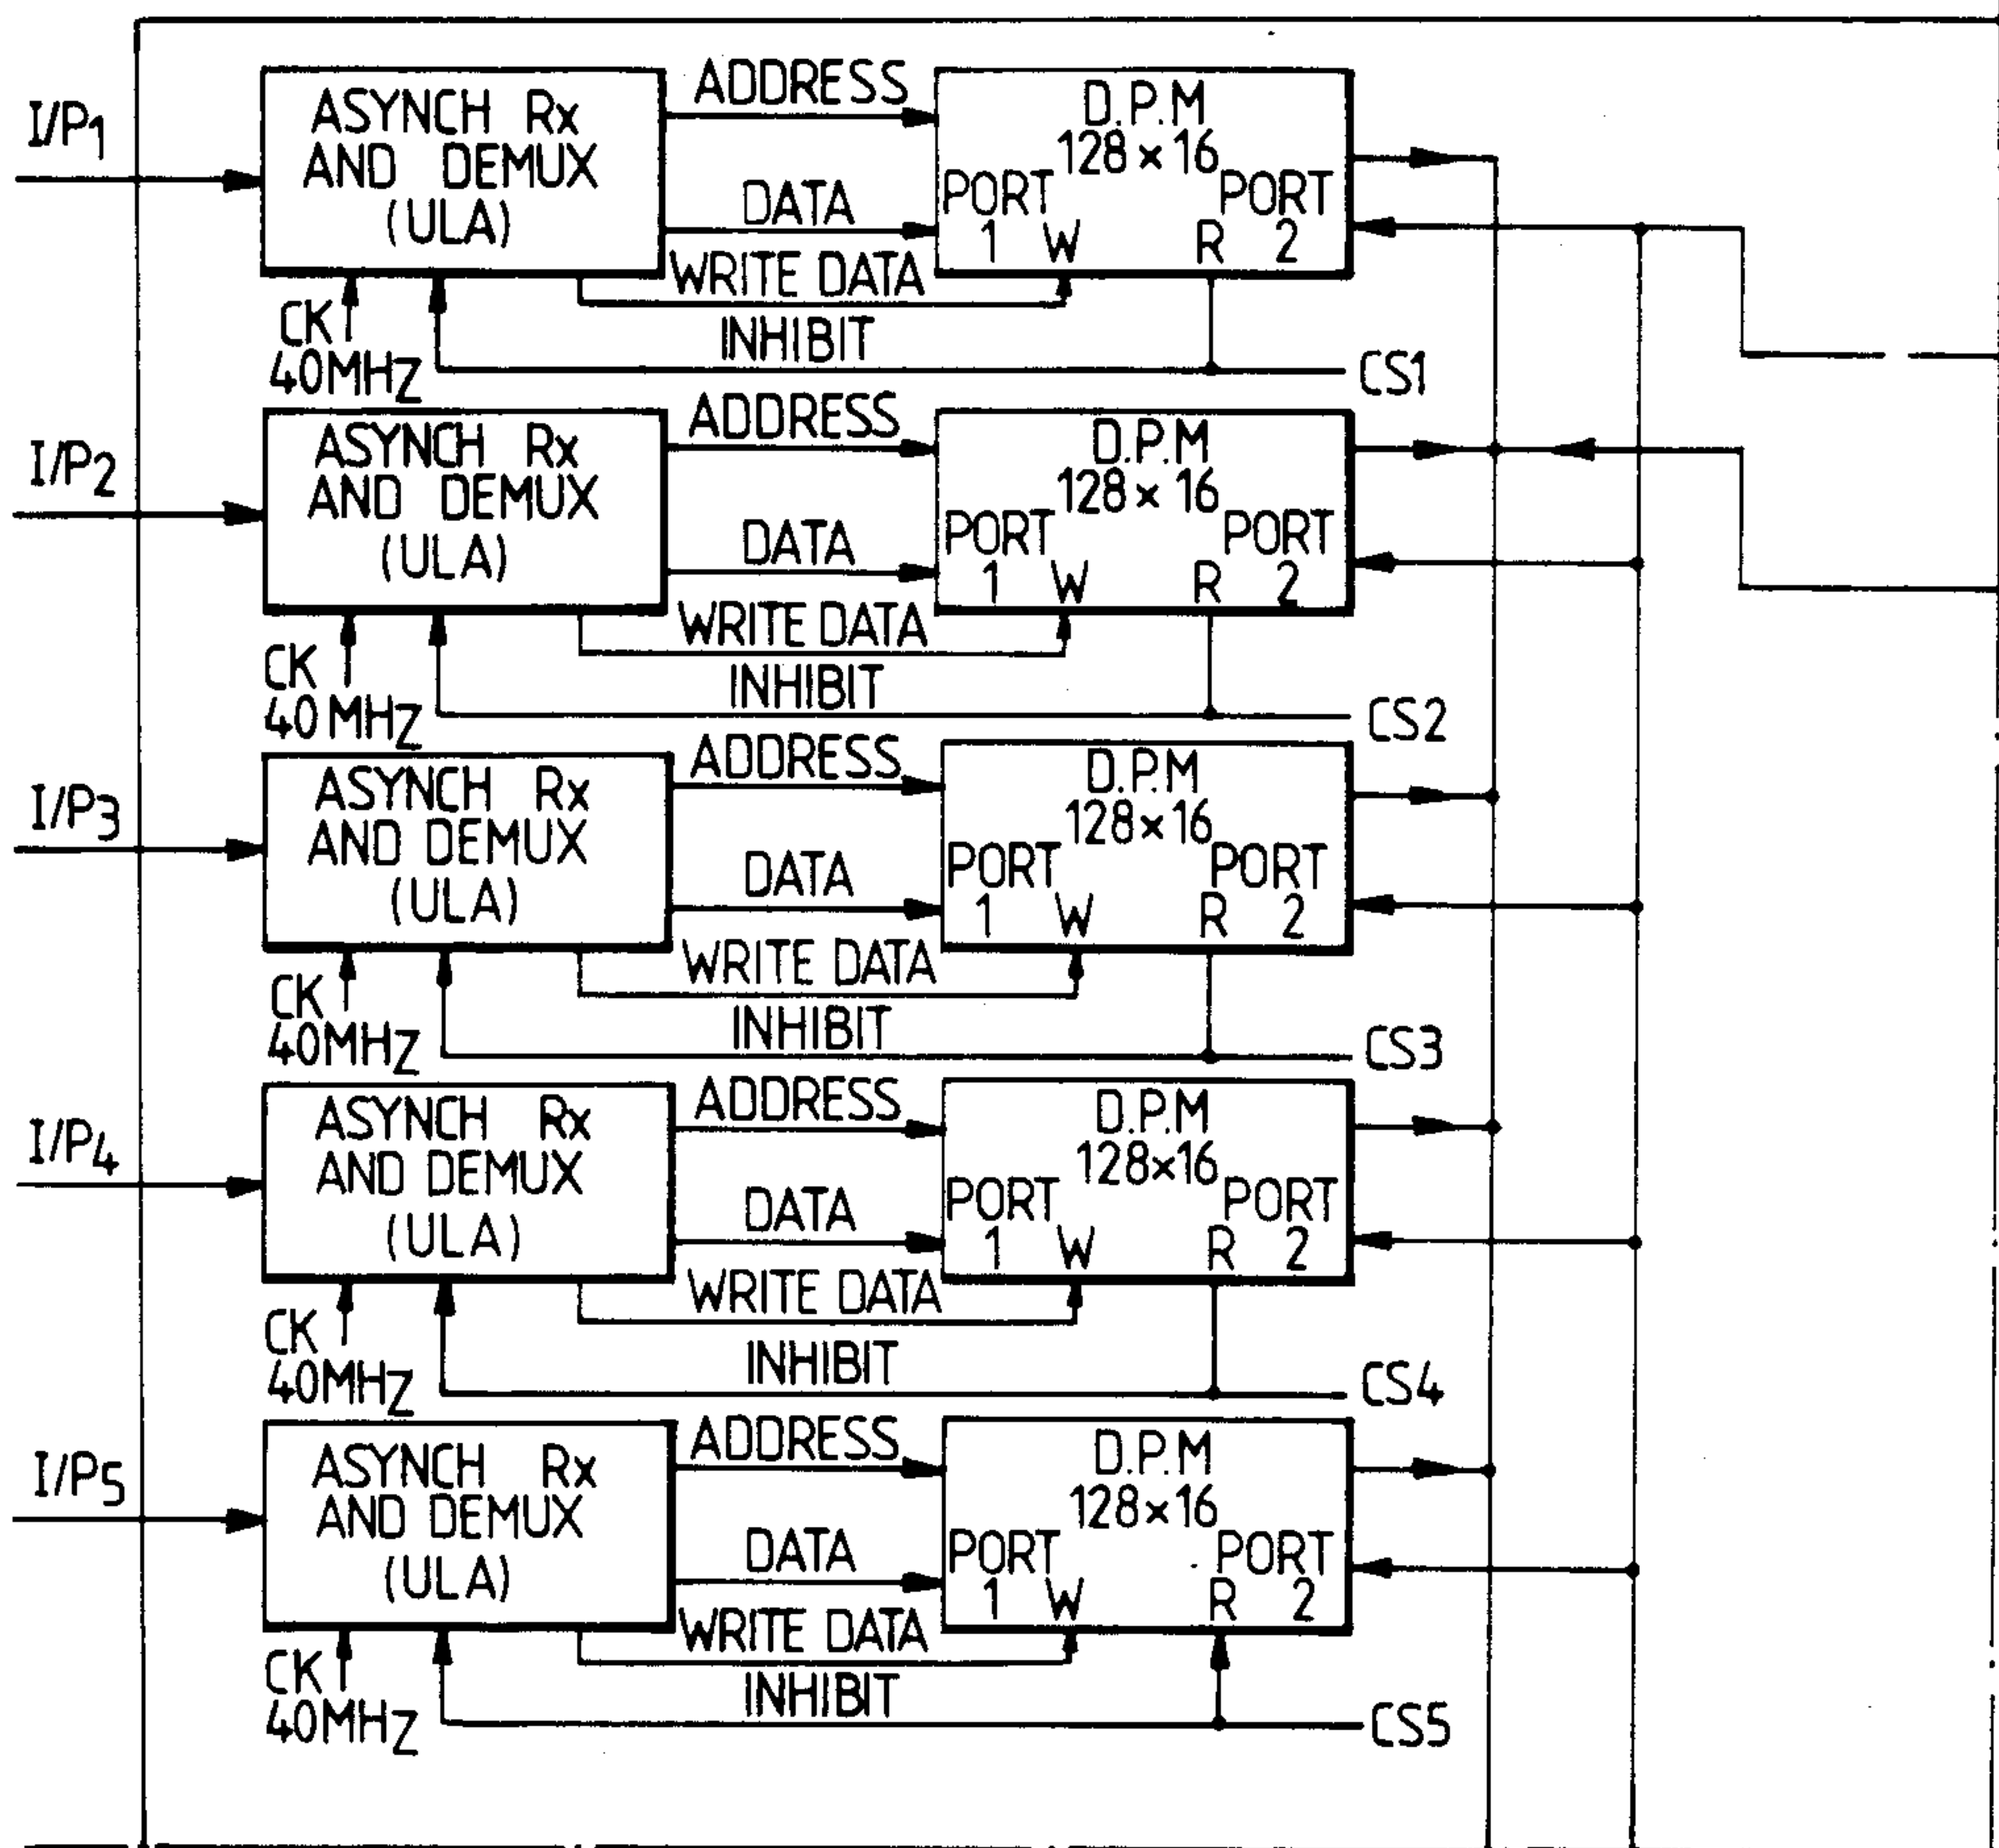 I/P1
ASYNCH Rx
AND DEMUX
(ULA)
ADDRESS
DATA
WRITE DATA
INHIBIT
CK
40MHZ
D.P.M
128×16
PORT
1
W
R
PORT
2
CS1
I/P2
ASYNCH Rx
AND DEMUX
(ULA)
ADDRESS
DATA
WRITE DATA
INHIBIT
CK
40MHZ
D.P.M
128×16
PORT
1
W
R
PORT
2
CS2
I/P3
ASYNCH Rx
AND DEMUX
(ULA)
ADDRESS
DATA
WRITE DATA
INHIBIT
CK
40MHZ
D.P.M
128×16
PORT
1
W
R
PORT
2
CS3
I/P4
ASYNCH Rx
AND DEMUX
(ULA)
ADDRESS
DATA
WRITE DATA
INHIBIT
CK
40MHZ
D.P.M
128×16
PORT
1
W
R
PORT
2
CS4
I/P5
ASYNCH Rx
AND DEMUX
(ULA)
ADDRESS
DATA
WRITE DATA
INHIBIT
CK
40MHZ
D.P.M
128×16
PORT
1
W
R
PORT
2
CS5